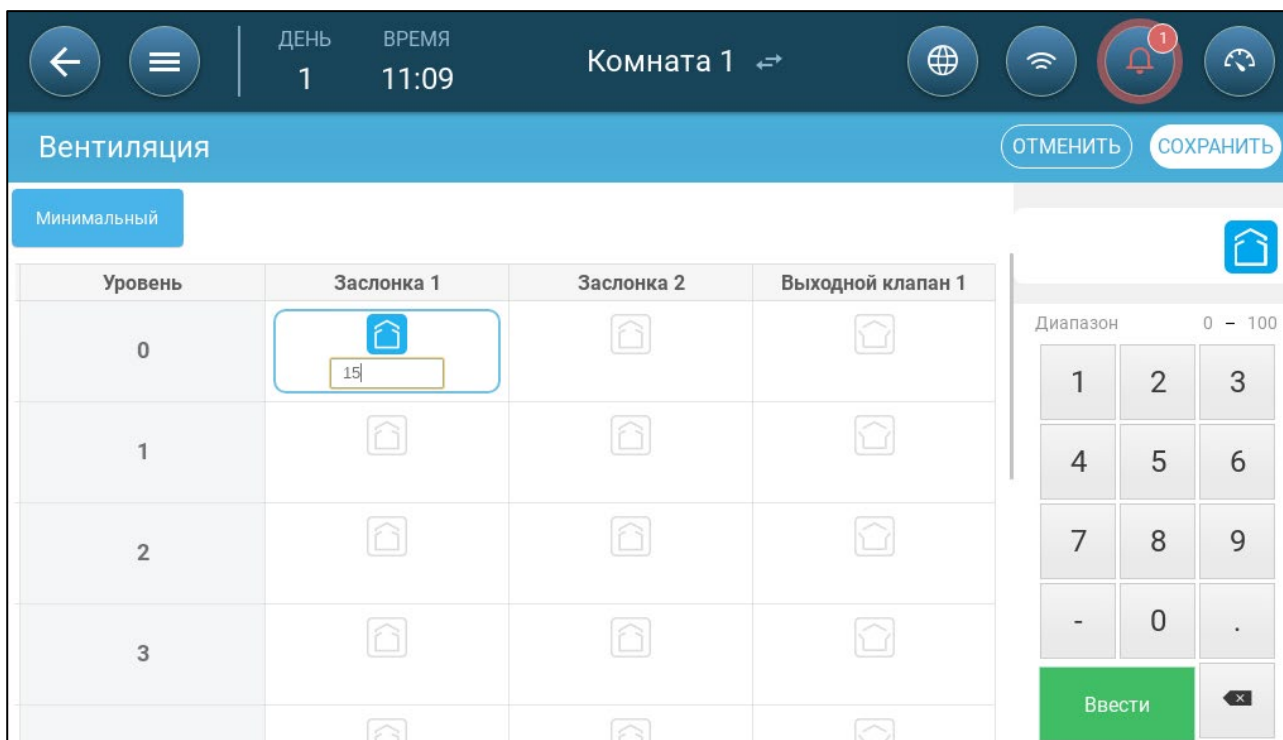 ДЕНЬ ВРЕМЯ
1 11:09 Комната 1 1
Вентиляция ОТМЕНИТЬ СОХРАНИТЬ
Минимальный
Уровень Заслонка 1 Заслонка 2 Выходной клапан 1
0
15
1
2
3
Диапазон 0 – 100
1 2 3
4 5 6
7 8 9
- 0 .
Ввести